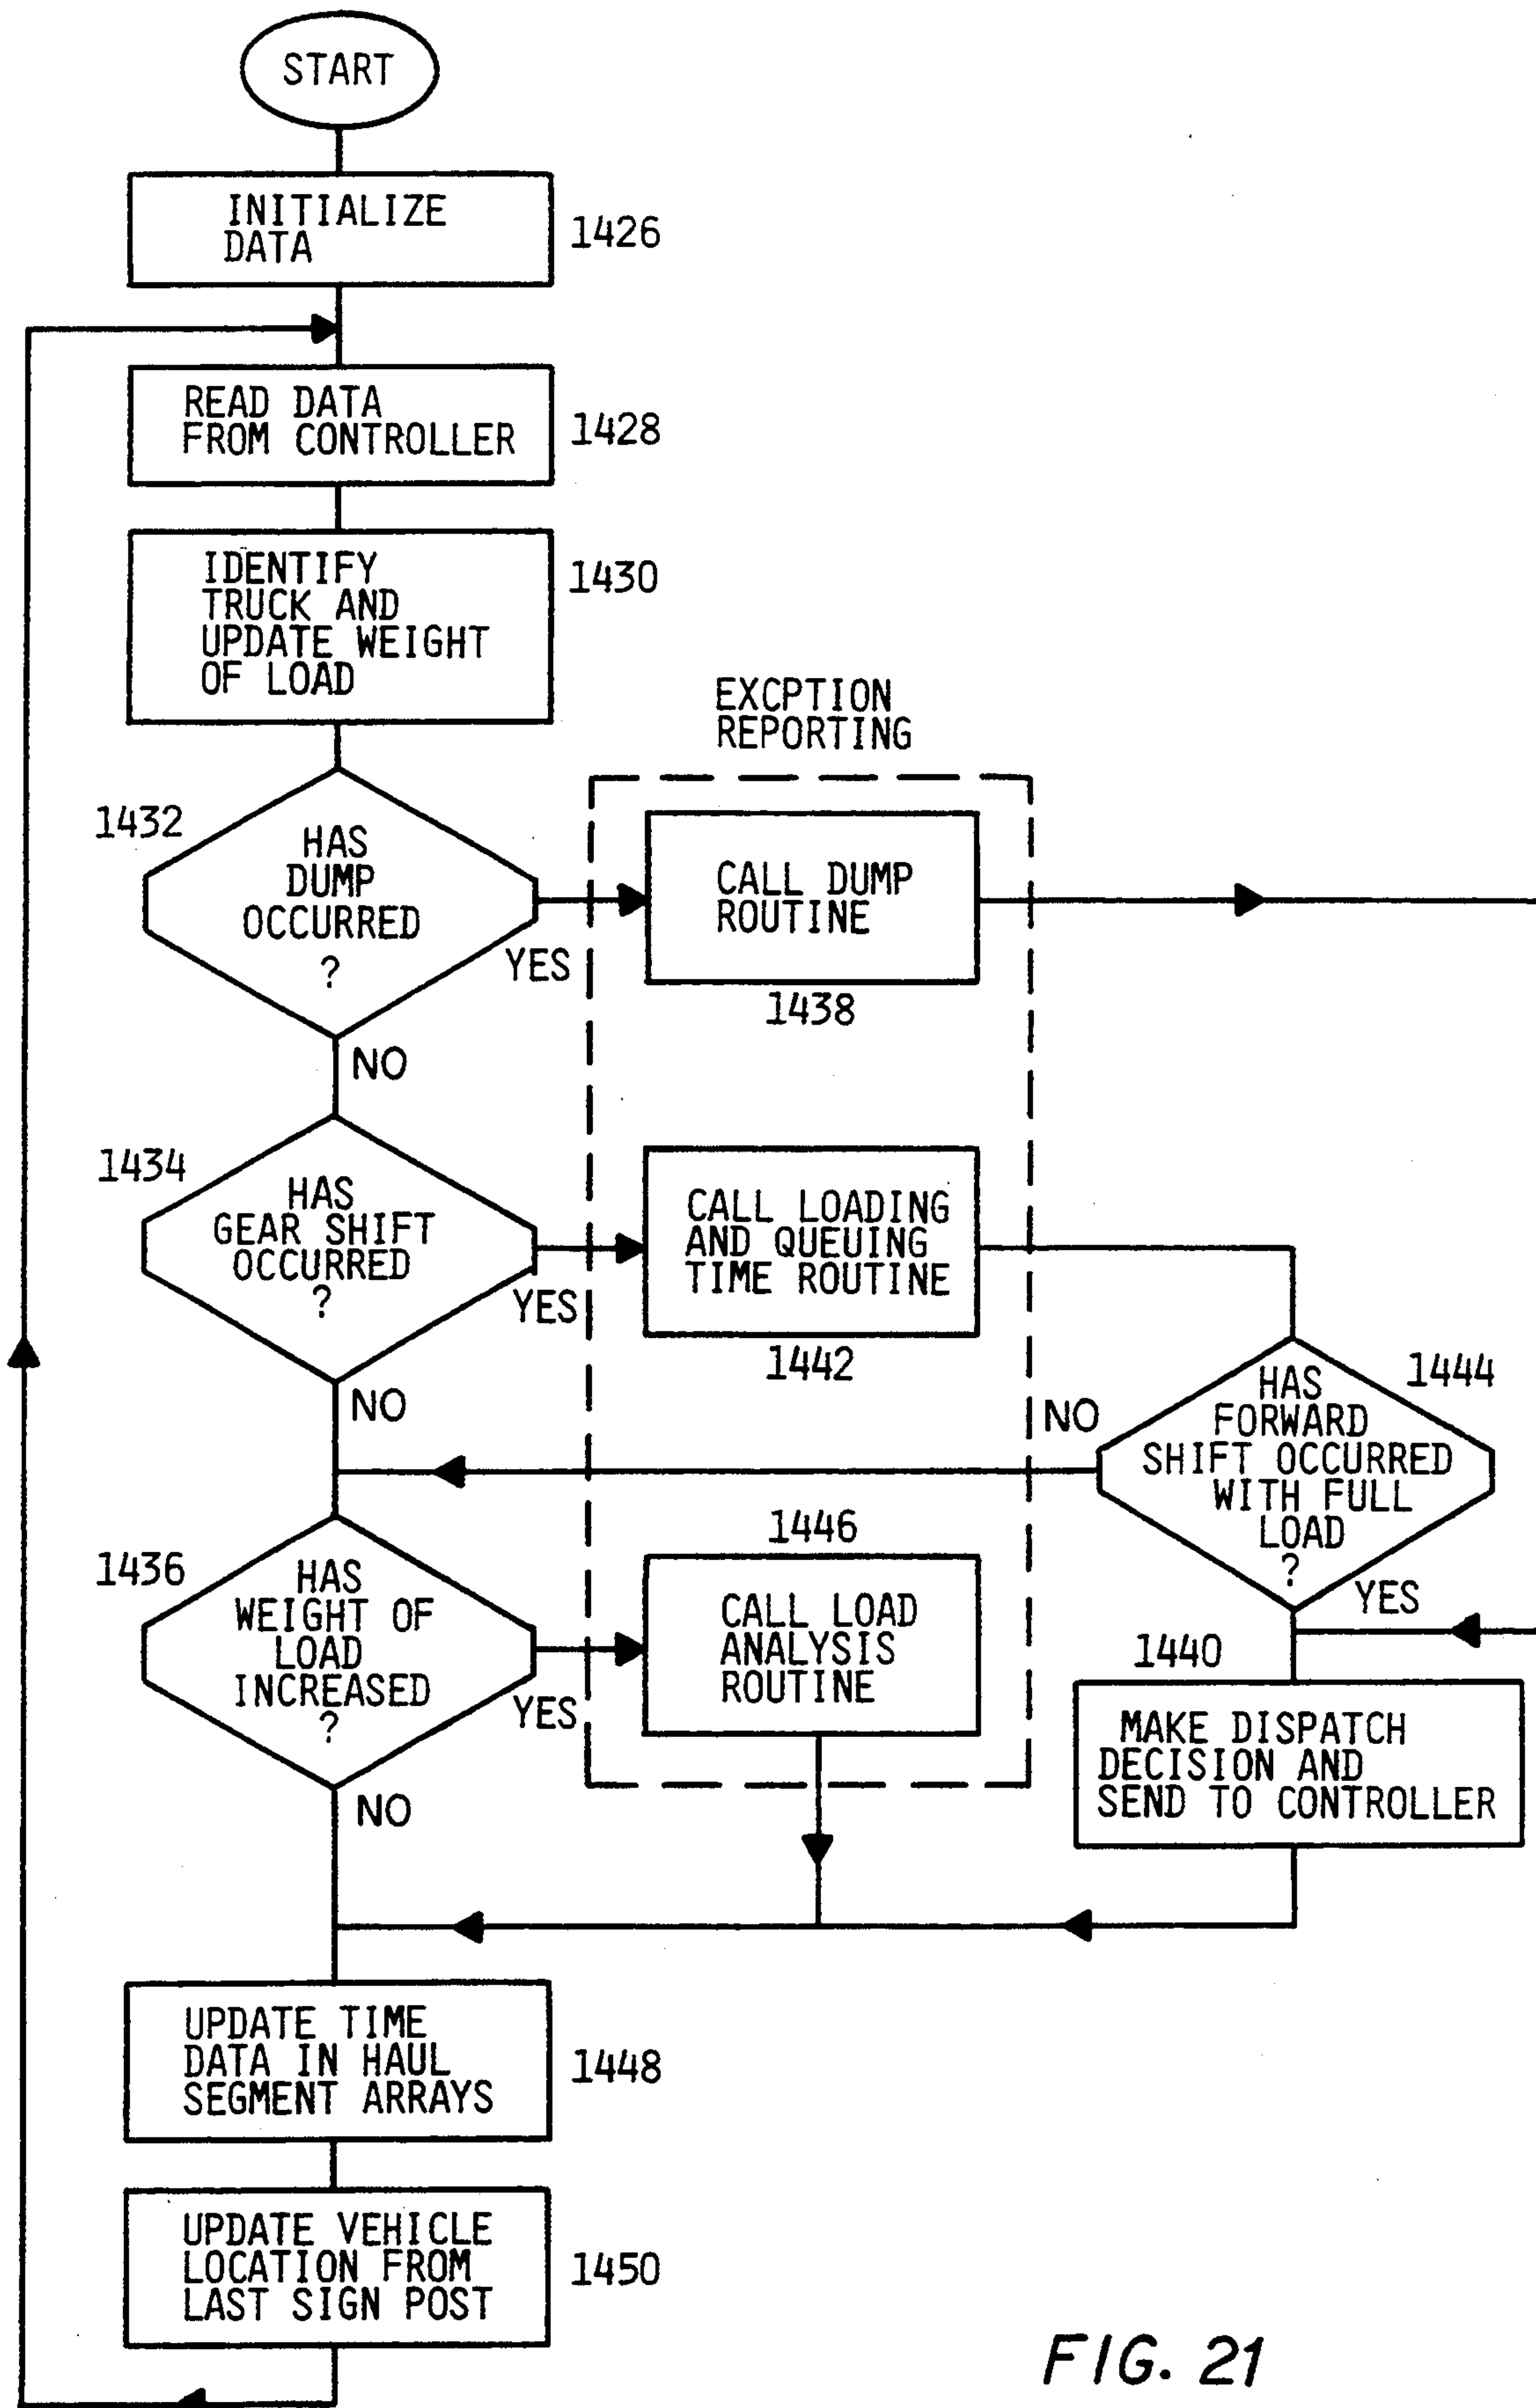 START
INITIALIZE
DATA
1426
READ DATA
FROM CONTROLLER
1428
IDENTIFY
TRUCK AND
UPDATE WEIGHT
OF LOAD
1430
EXCPTION
REPORTING
1432
HAS
DUMP
OCCURRED
?
YES
NO
CALL DUMP
ROUTINE
1438
1434
HAS
GEAR SHIFT
OCCURRED
?
YES
NO
CALL LOADING
AND QUEUING
TIME ROUTINE
1442
1444
HAS
FORWARD
SHIFT OCCURRED
WITH FULL
LOAD
?
NO
YES
1436
HAS
WEIGHT OF
LOAD
INCREASED
?
YES
NO
1446
CALL LOAD
ANALYSIS
ROUTINE
1440
MAKE DISPATCH
DECISION AND
SEND TO CONTROLLER
UPDATE TIME
DATA IN HAUL
SEGMENT ARRAYS
1448
UPDATE VEHICLE
LOCATION FROM
LAST SIGN POST
1450
FIG. 21